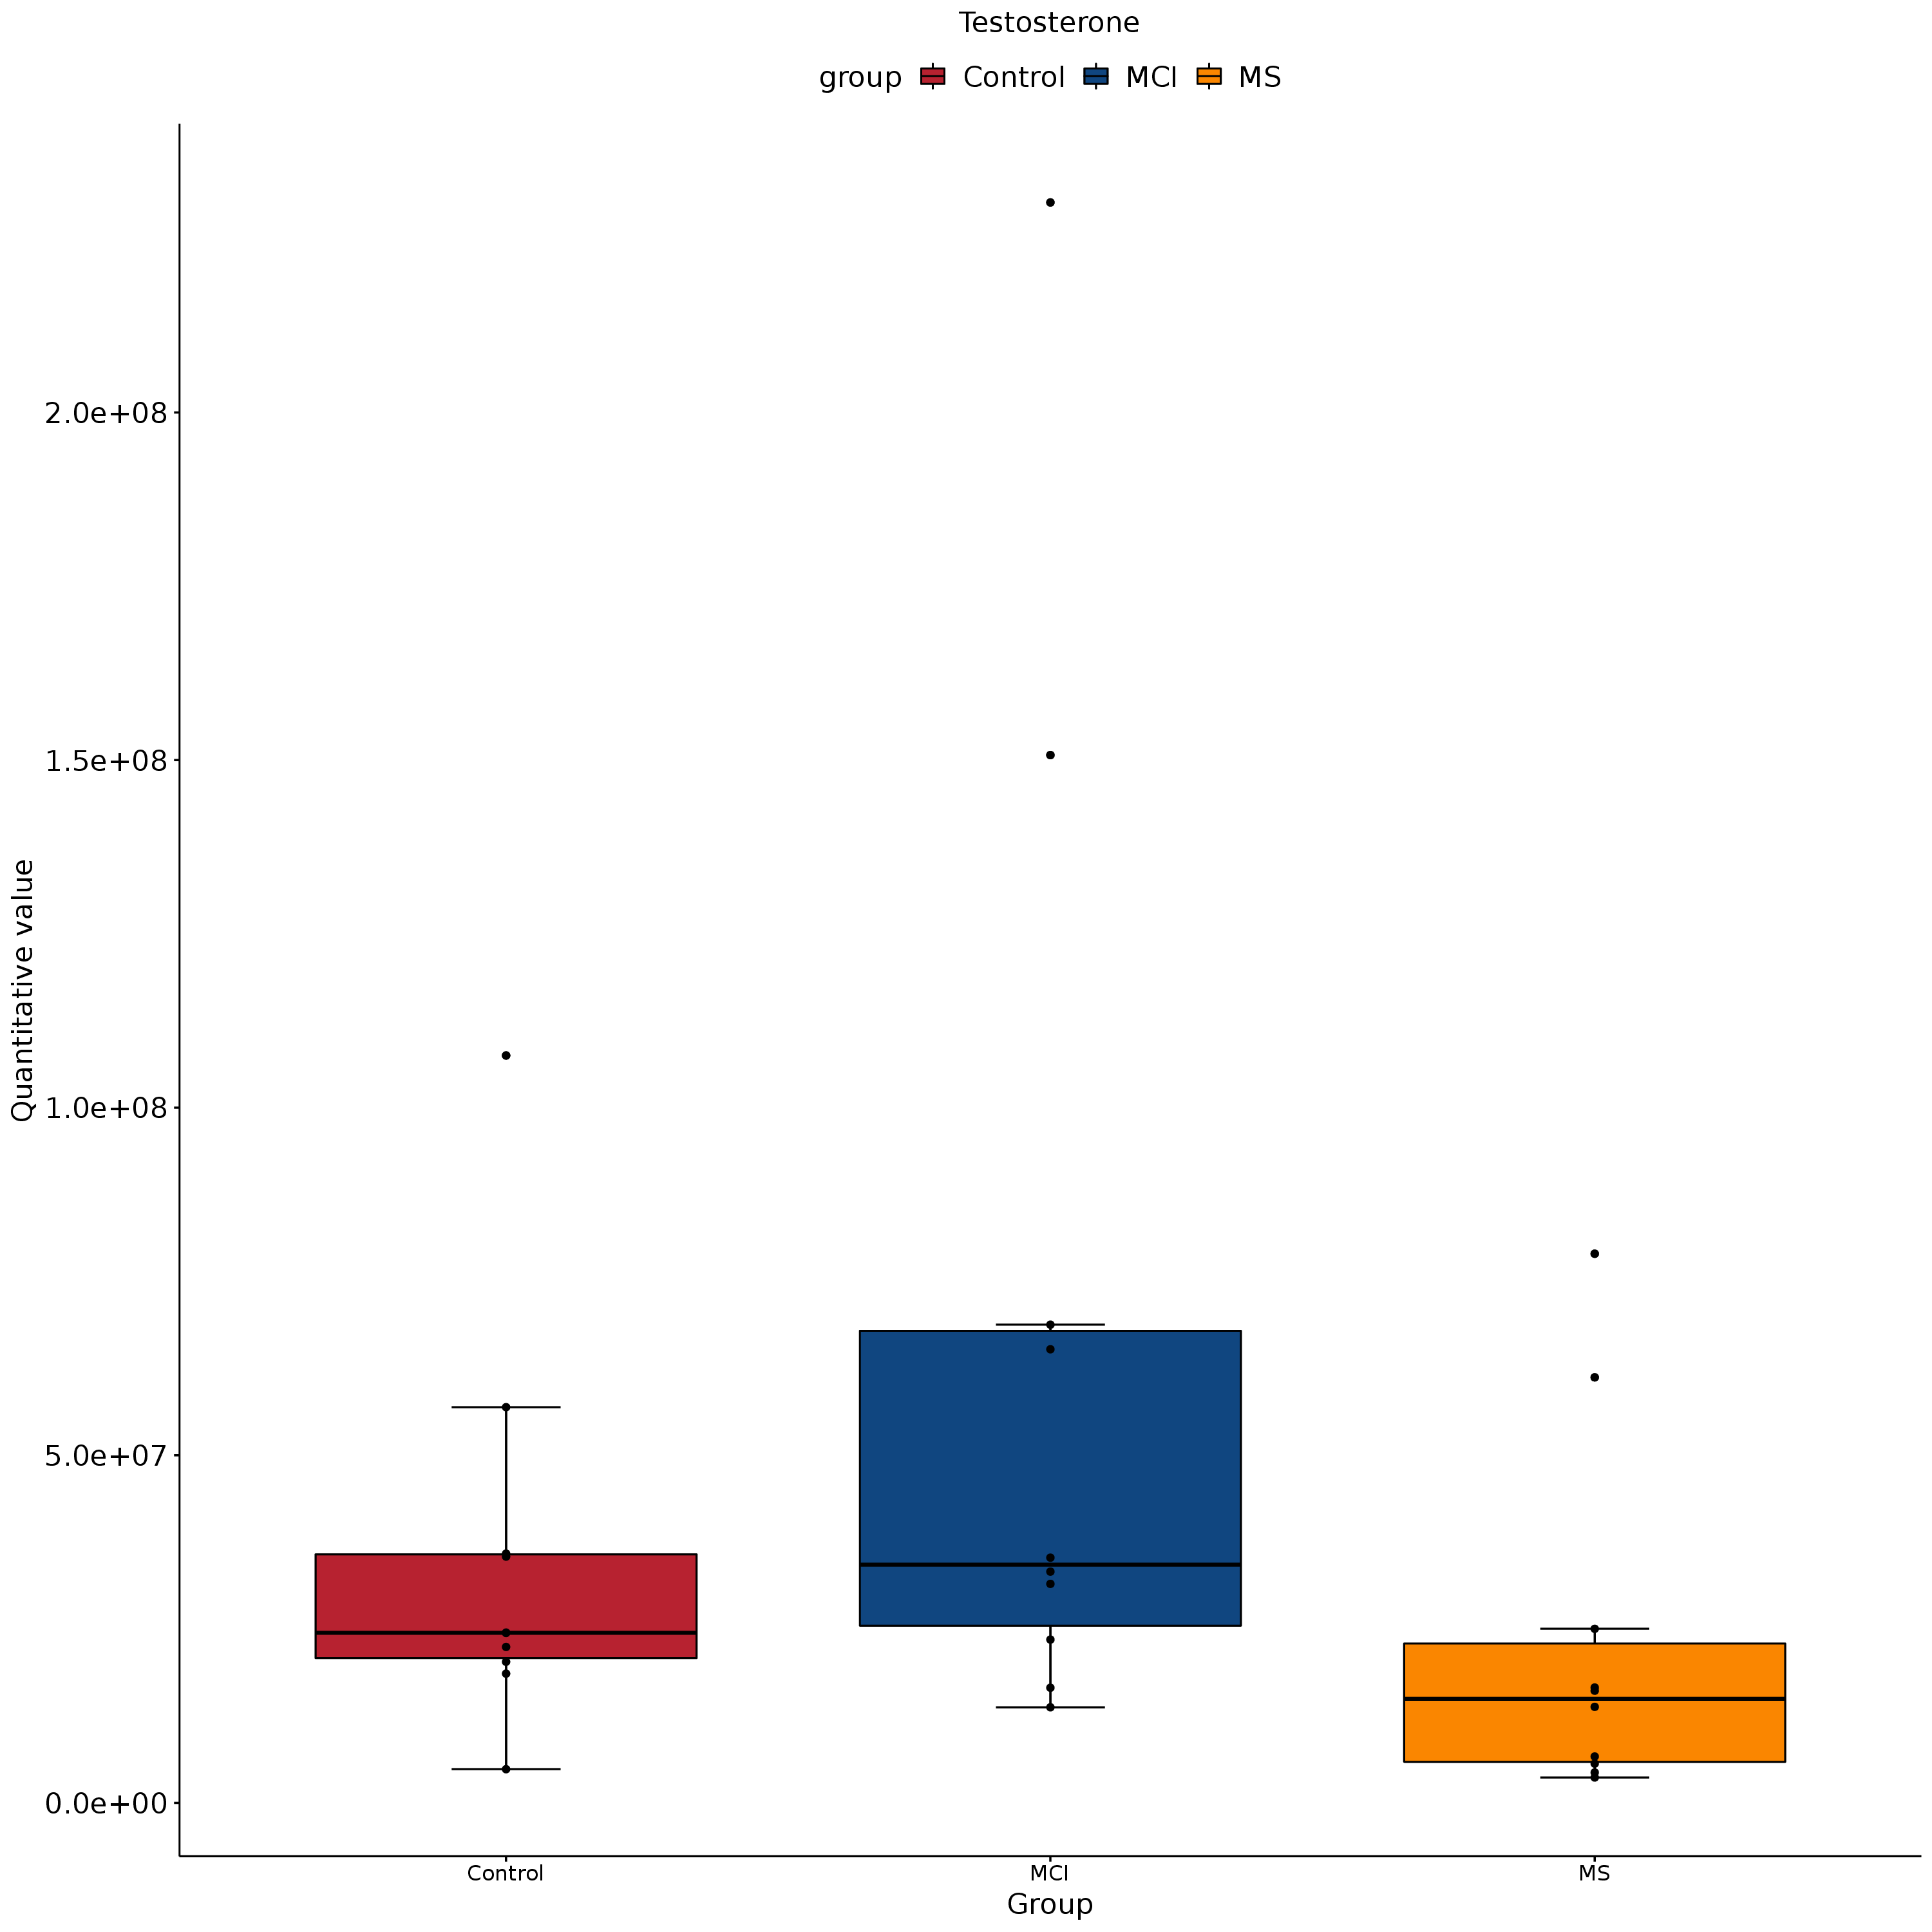 Testosterone
group Control MCI MS
Quantitative value
2.0e+08
1.5e+08
1.0e+08
5.0e+07
0.0e+00
Control MCI MS
Group